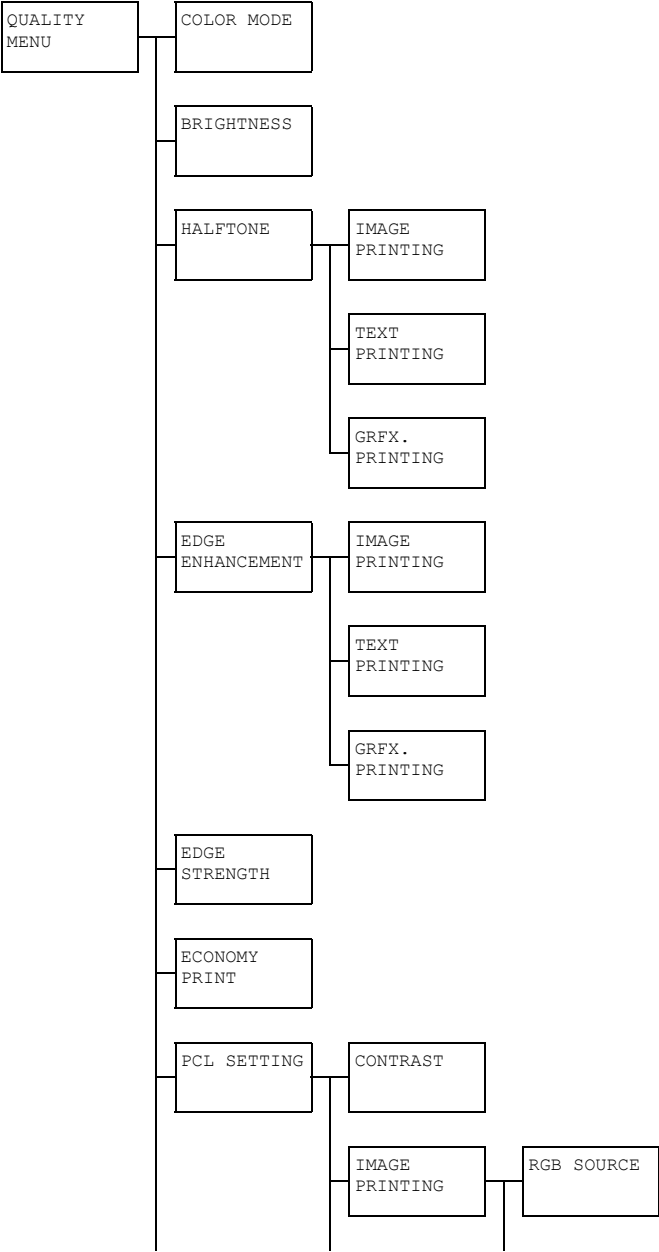 QUALITY
MENU
COLOR MODE
BRIGHTNESS
HALFTONE
IMAGE
PRINTING
TEXT
PRINTING
GRFX.
PRINTING
EDGE
ENHANCEMENT
IMAGE
PRINTING
TEXT
PRINTING
GRFX.
PRINTING
EDGE
STRENGTH
ECONOMY
PRINT
PCL SETTING
CONTRAST
IMAGE
PRINTING
RGB SOURCE